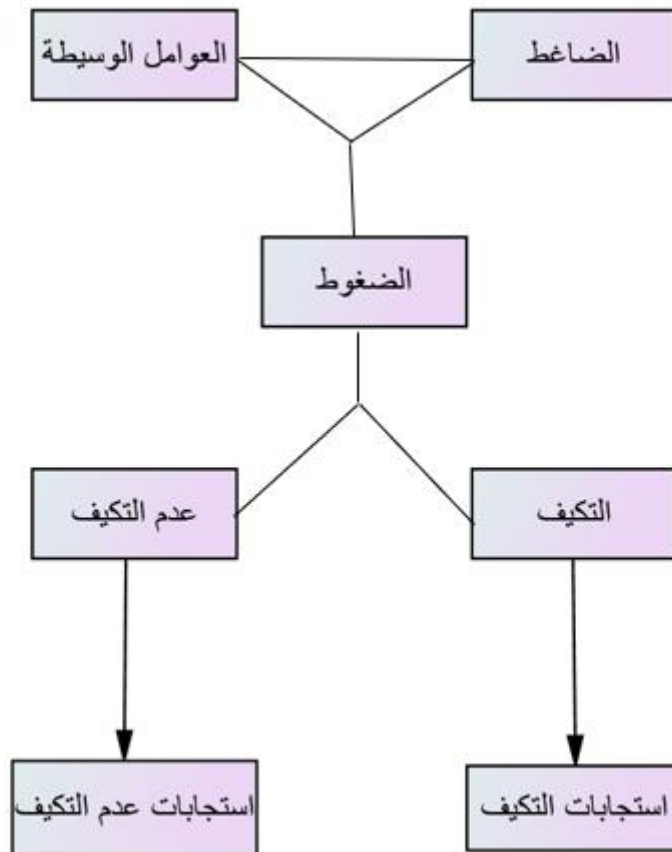 الضاغط
العوامل الوسيطة
الضغوط
التكيف
عدم التكيف
استجابات التكيف
استجابات عدم التكيف